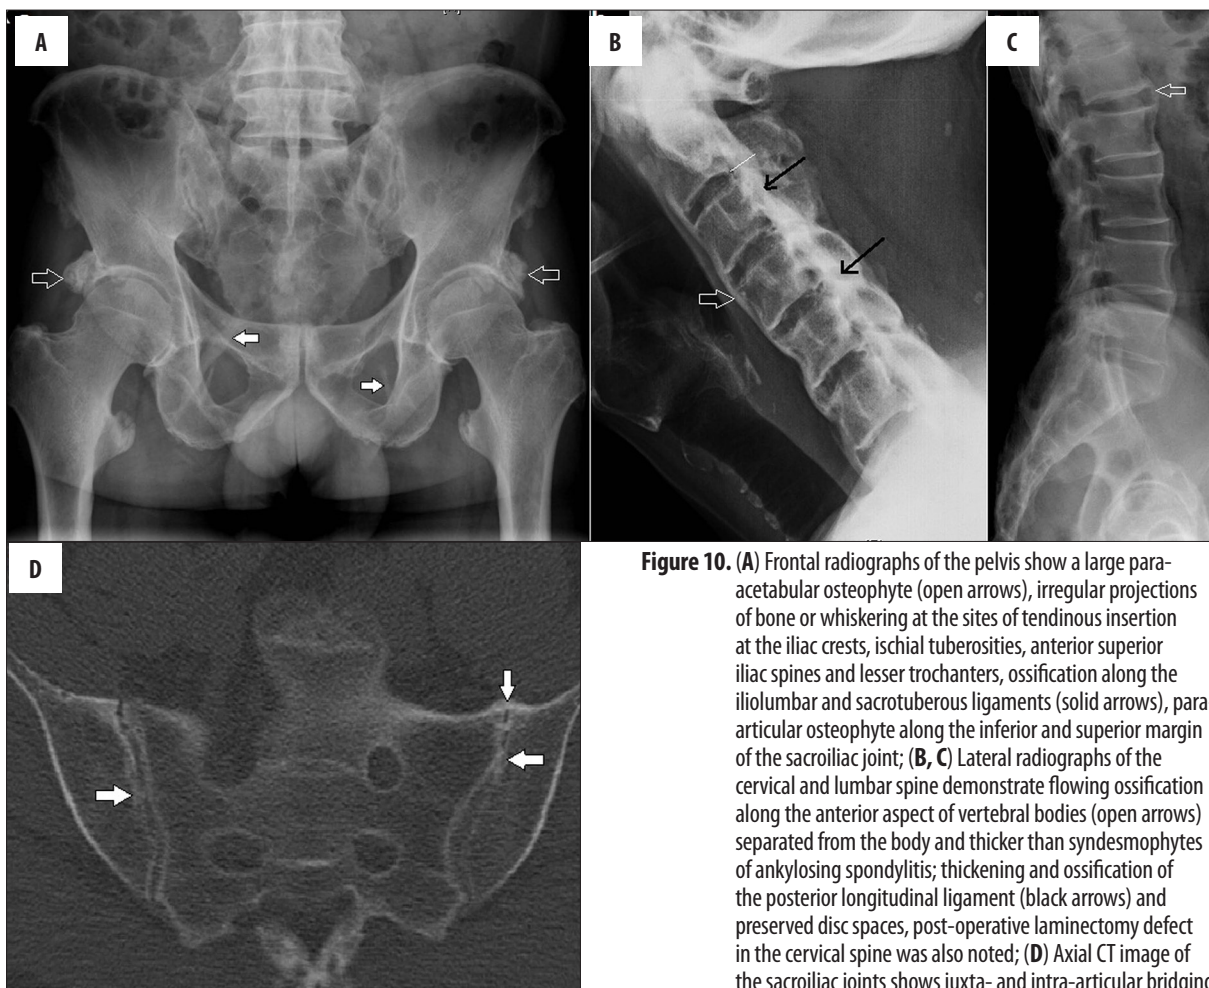 A
B
C
D
Figure 10. (A) Frontal radiographs of the pelvis show a large para-
acetabular osteophyte (open arrows), irregular projections
of bone or whiskering at the sites of tendinous insertion
at the iliac crests, ischial tuberosities, anterior superior
iliac spines and lesser trochanters, ossification along the
iliolumbar and sacrotuberous ligaments (solid arrows), para-
articular osteophyte along the inferior and superior margin
of the sacroiliac joint; (B, C) Lateral radiographs of the
cervical and lumbar spine demonstrate flowing ossification
along the anterior aspect of vertebral bodies (open arrows)
separated from the body and thicker than syndesmophytes
of ankylosing spondylitis; thickening and ossification of
the posterior longitudinal ligament (black arrows) and
preserved disc spaces, post-operative laminectomy defect
in the cervical spine was also noted; (D) Axial CT image of
the sacroiliac joints shows juxta- and intra-articular bridging